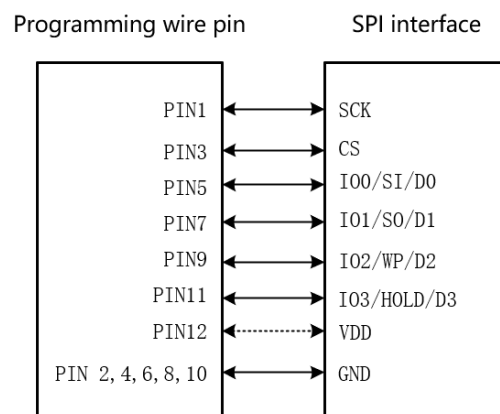 Programming wire pin SPI interface
PIN1 SCK
PIN3 CS
PIN5 IO0/SI/D0
PIN7 IO1/SO/D1
PIN9 IO2/WP/D2
PIN11 IO3/HOLD/D3
PIN12 VDD
PIN 2,4,6,8,10 GND